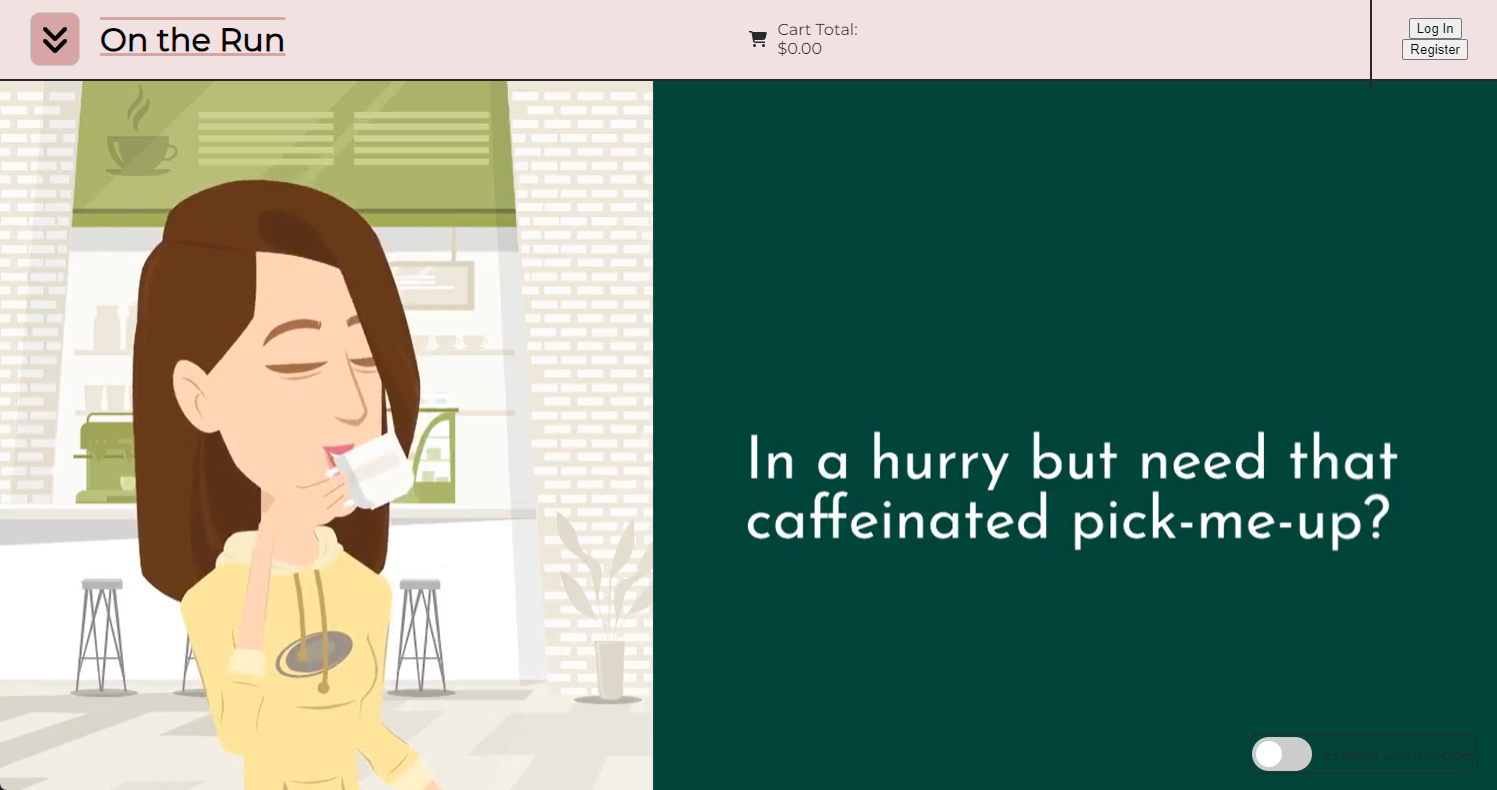 On the Run
Cart Total:
$0.00
Log In
Register
In a hurry but need that
caffeinated pick-me-up?
Enable Dark Mode!